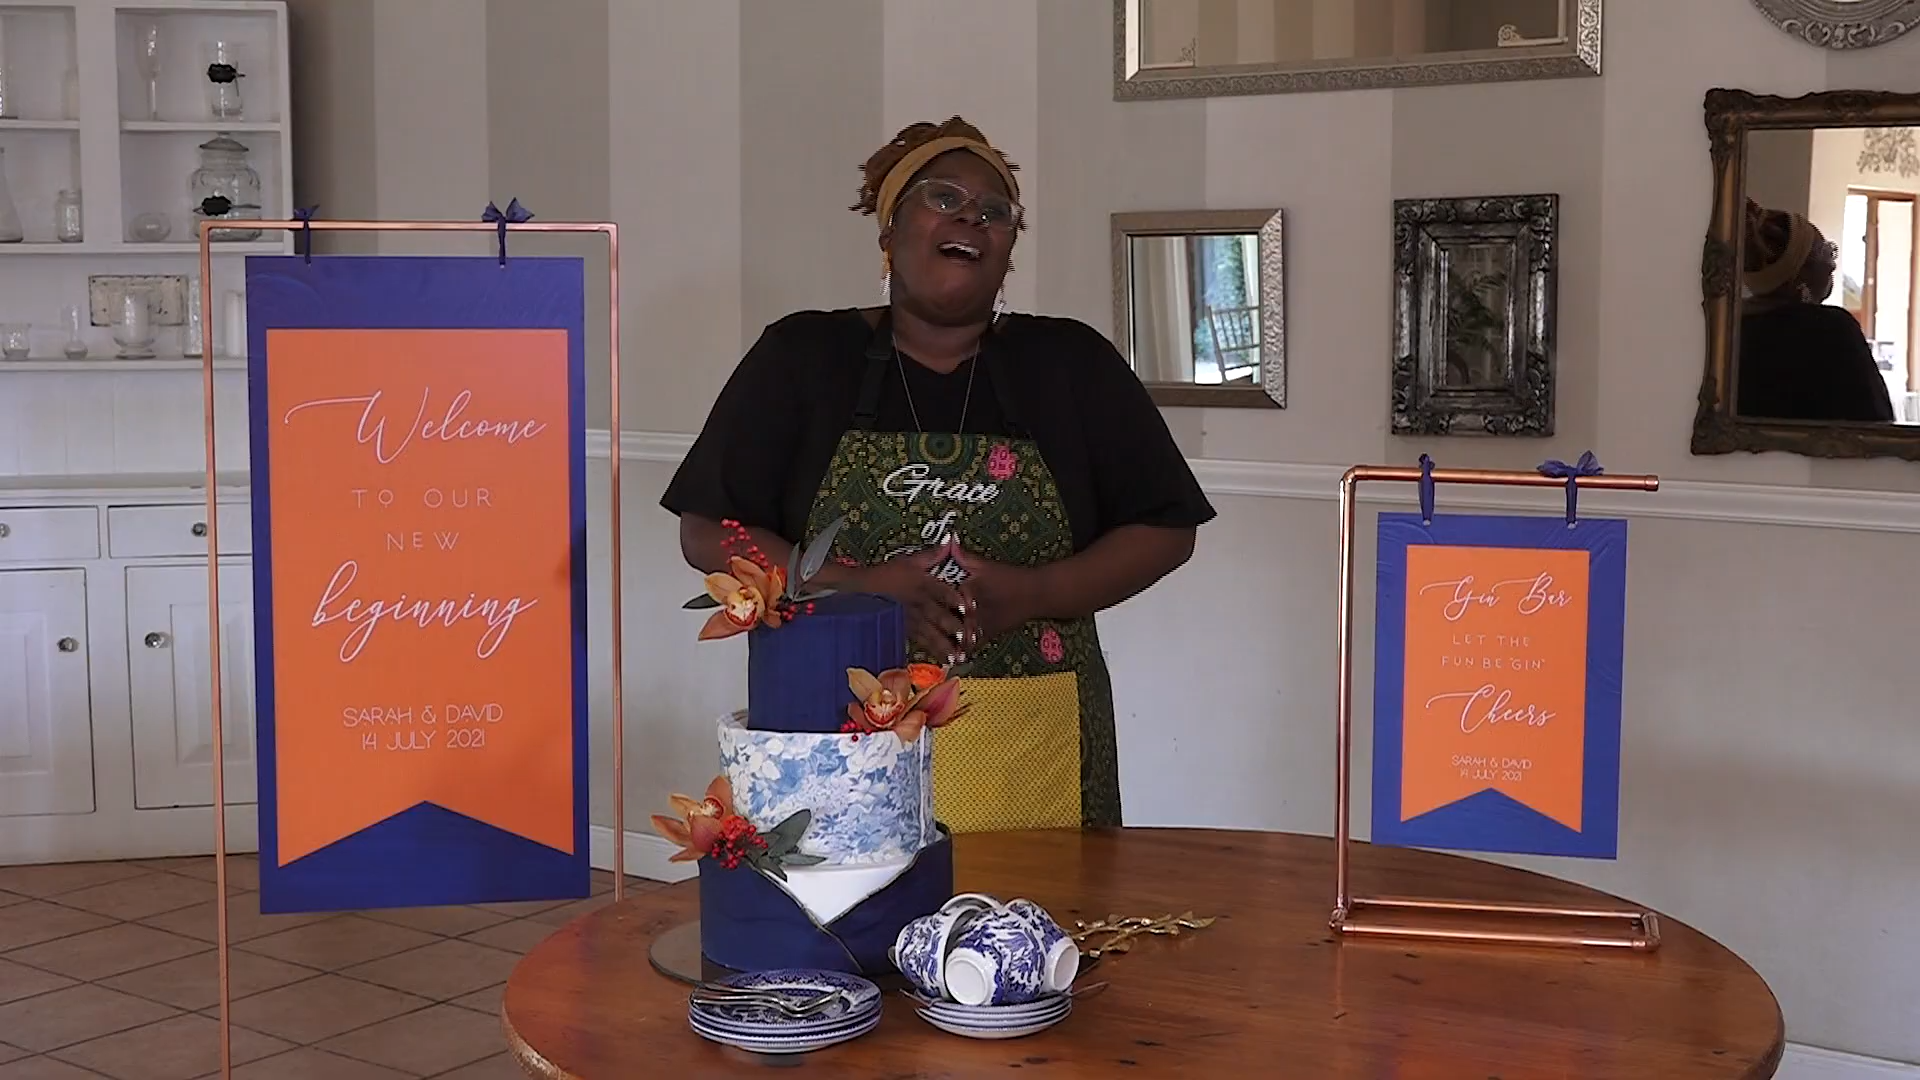 Welcome
TO OUR
NEW
beginning
SARAH & DAVID
14 JULY 2021
Grace
of
Gin Bar
LET THE
FUN BE "GIN"
Cheers
SARAH & DAVID
14 JULY 2021